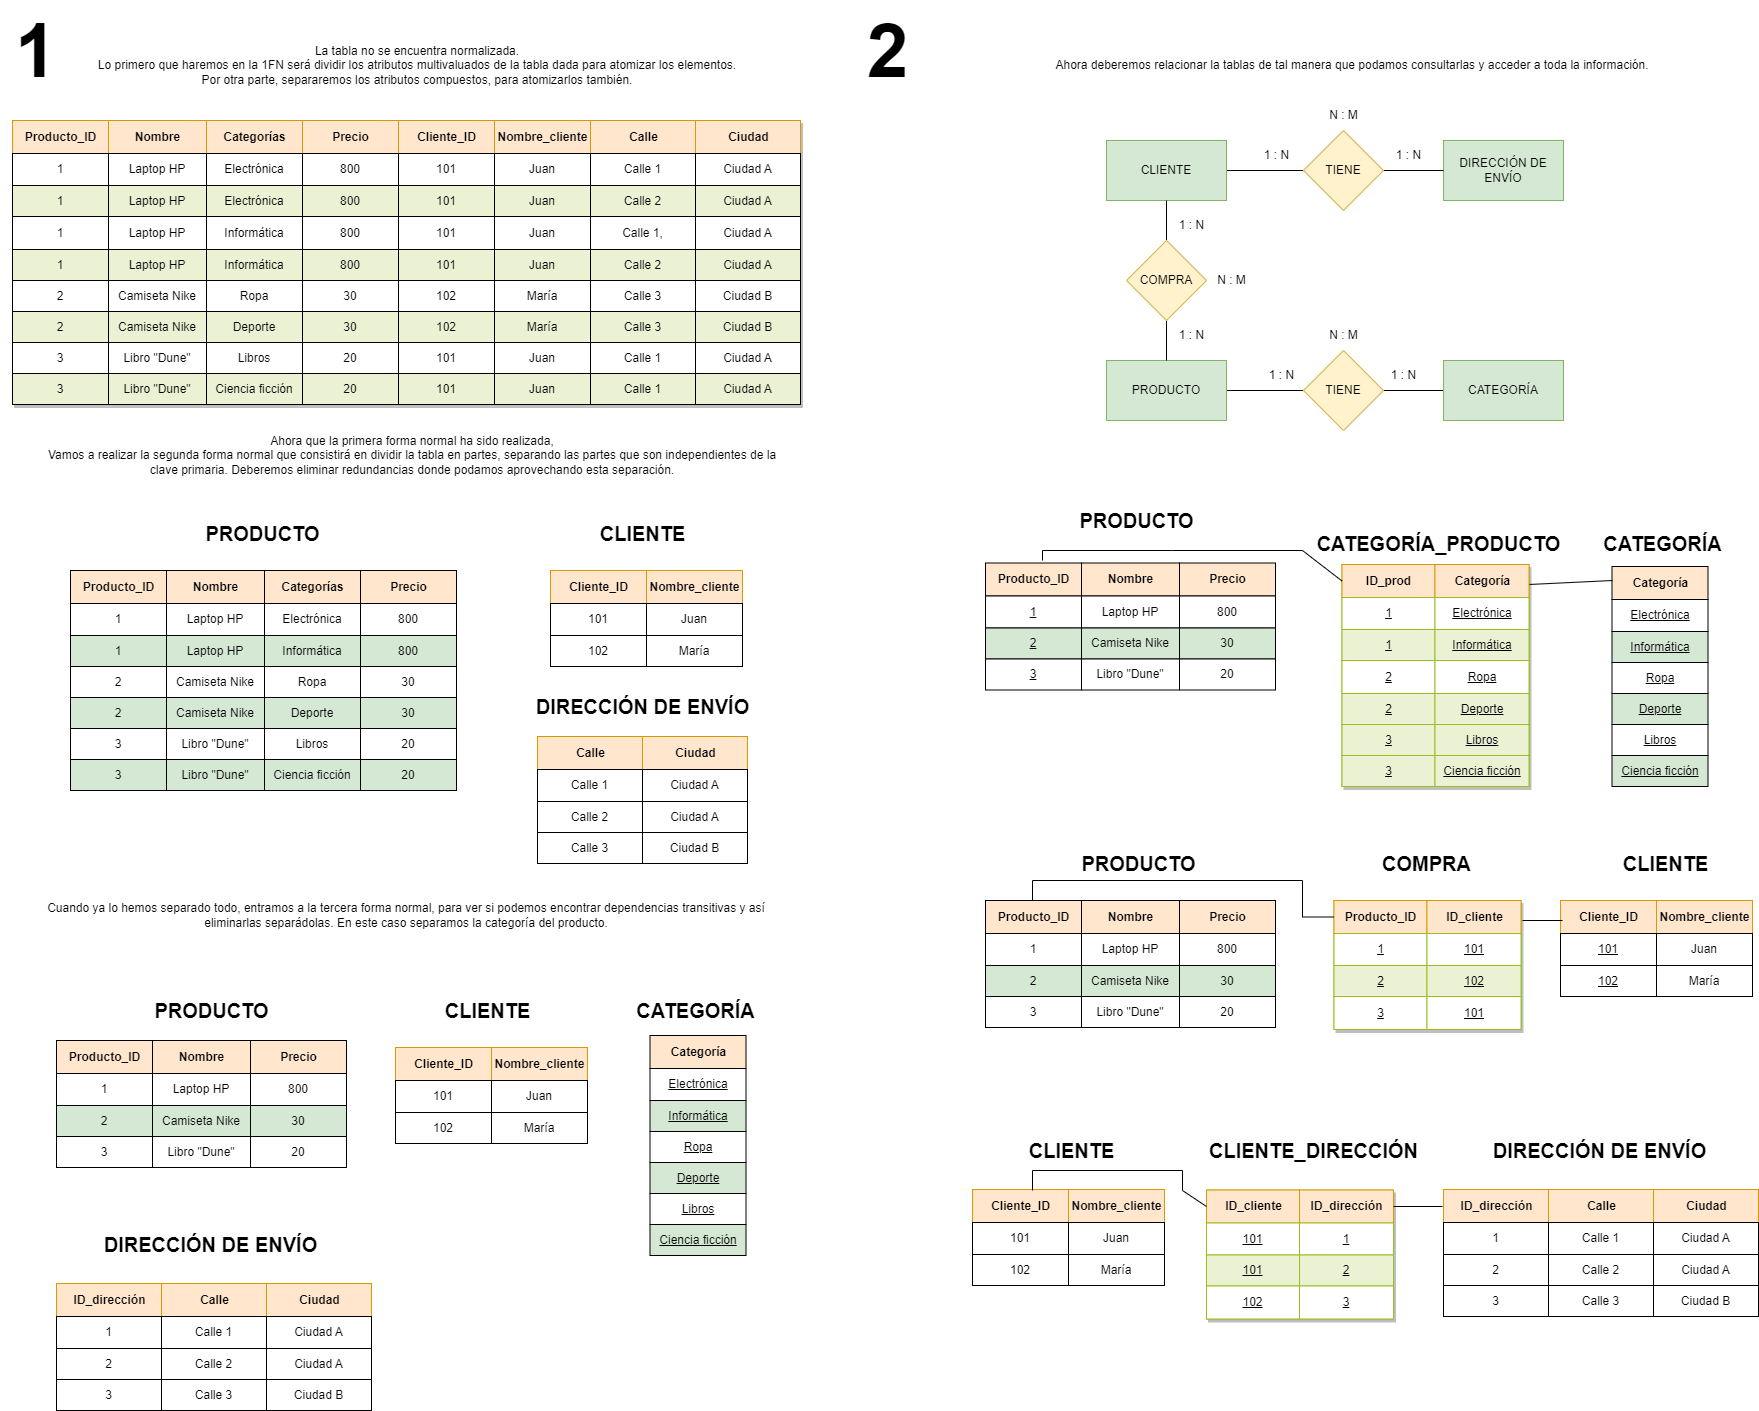 1
La tabla no se encuentra normalizada.
Lo primero que haremos en la 1FN será dividir los atributos multivaluados de la tabla dada para atomizar los elementos.
Por otra parte, separaremos los atributos compuestos, para atomizarlos también.
Producto_ID Nombre Categorías Precio Cliente_ID Nombre_cliente Calle Ciudad
1 Laptop HP Electrónica 800 101 Juan Calle 1 Ciudad A
1 Laptop HP Electrónica 800 101 Juan Calle 2 Ciudad A
1 Laptop HP Informática 800 101 Juan Calle 1, Ciudad A
1 Laptop HP Informática 800 101 Juan Calle 2 Ciudad A
2 Camiseta Nike Ropa 30 102 María Calle 3 Ciudad B
2 Camiseta Nike Deporte 30 102 María Calle 3 Ciudad B
3 Libro "Dune" Libros 20 101 Juan Calle 1 Ciudad A
3 Libro "Dune" Ciencia ficción 20 101 Juan Calle 1 Ciudad A
Ahora que la primera forma normal ha sido realizada,
Vamos a realizar la segunda forma normal que consistirá en dividir la tabla en partes, separando las partes que son independientes de la
clave primaria. Deberemos eliminar redundancias donde podamos aprovechando esta separación.
PRODUCTO
Producto_ID Nombre Categorías Precio
1 Laptop HP Electrónica 800
1 Laptop HP Informática 800
2 Camiseta Nike Ropa 30
2 Camiseta Nike Deporte 30
3 Libro "Dune" Libros 20
3 Libro "Dune" Ciencia ficción 20
CLIENTE
Cliente_ID Nombre_cliente
101 Juan
102 María
DIRECCIÓN DE ENVÍO
Calle Ciudad
Calle 1 Ciudad A
Calle 2 Ciudad A
Calle 3 Ciudad B
Cuando ya lo hemos separado todo, entramos a la tercera forma normal, para ver si podemos encontrar dependencias transitivas y así
eliminarlas separádolas. En este caso separamos la categoría del producto.
PRODUCTO
Producto_ID Nombre Precio
1 Laptop HP 800
2 Camiseta Nike 30
3 Libro "Dune" 20
CLIENTE
Cliente_ID Nombre_cliente
101 Juan
102 María
CATEGORÍA
Categoría
Electrónica
Informática
Ropa
Deporte
Libros
Ciencia ficción
DIRECCIÓN DE ENVÍO
ID_dirección Calle Ciudad
1 Calle 1 Ciudad A
2 Calle 2 Ciudad A
3 Calle 3 Ciudad B
2
Ahora deberemos relacionar la tablas de tal manera que podamos consultarlas y acceder a toda la información.
N : M
CLIENTE 1 : N TIENE 1 : N DIRECCIÓN DE
ENVÍO
1 : N
COMPRA N : M
1 : N
N : M
PRODUCTO 1 : N TIENE 1 : N CATEGORÍA
PRODUCTO
Producto_ID Nombre Precio
1 Laptop HP 800
2 Camiseta Nike 30
3 Libro "Dune" 20
CATEGORÍA_PRODUCTO
ID_prod Categoría
1 Electrónica
1 Informática
2 Ropa
2 Deporte
3 Libros
3 Ciencia ficción
CATEGORÍA
Categoría
Electrónica
Informática
Ropa
Deporte
Libros
Ciencia ficción
PRODUCTO
Producto_ID Nombre Precio
1 Laptop HP 800
2 Camiseta Nike 30
3 Libro "Dune" 20
COMPRA
Producto_ID ID_cliente
1 101
2 102
3 101
CLIENTE
Cliente_ID Nombre_cliente
101 Juan
102 María
CLIENTE
Cliente_ID Nombre_cliente
101 Juan
102 María
CLIENTE_DIRECCIÓN
ID_cliente ID_dirección
101 1
101 2
102 3
DIRECCIÓN DE ENVÍO
ID_dirección Calle Ciudad
1 Calle 1 Ciudad A
2 Calle 2 Ciudad A
3 Calle 3 Ciudad B